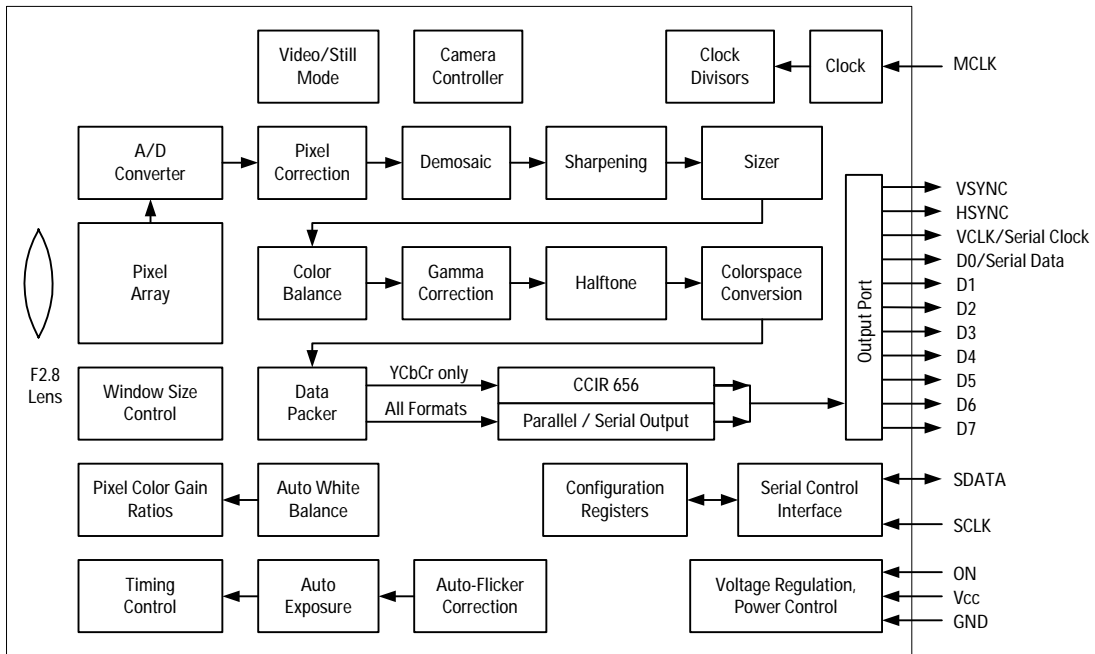 Video/Still
Mode
Camera
Controller
Clock
Divisors
Clock
MCLK
A/D
Converter
Pixel
Correction
Demosaic
Sharpening
Sizer
Pixel
Array
Color
Balance
Gamma
Correction
Halftone
Colorspace
Conversion
Output Port
VSYNC
HSYNC
VCLK/Serial Clock
D0/Serial Data
D1
D2
D3
D4
D5
D6
D7
F2.8
Lens
Window Size
Control
Data
Packer
YCbCr only
All Formats
CCIR 656
Parallel / Serial Output
Pixel Color Gain
Ratios
Auto White
Balance
Configuration
Registers
Serial Control
Interface
SDATA
SCLK
Timing
Control
Auto
Exposure
Auto-Flicker
Correction
Voltage Regulation,
Power Control
ON
Vcc
GND